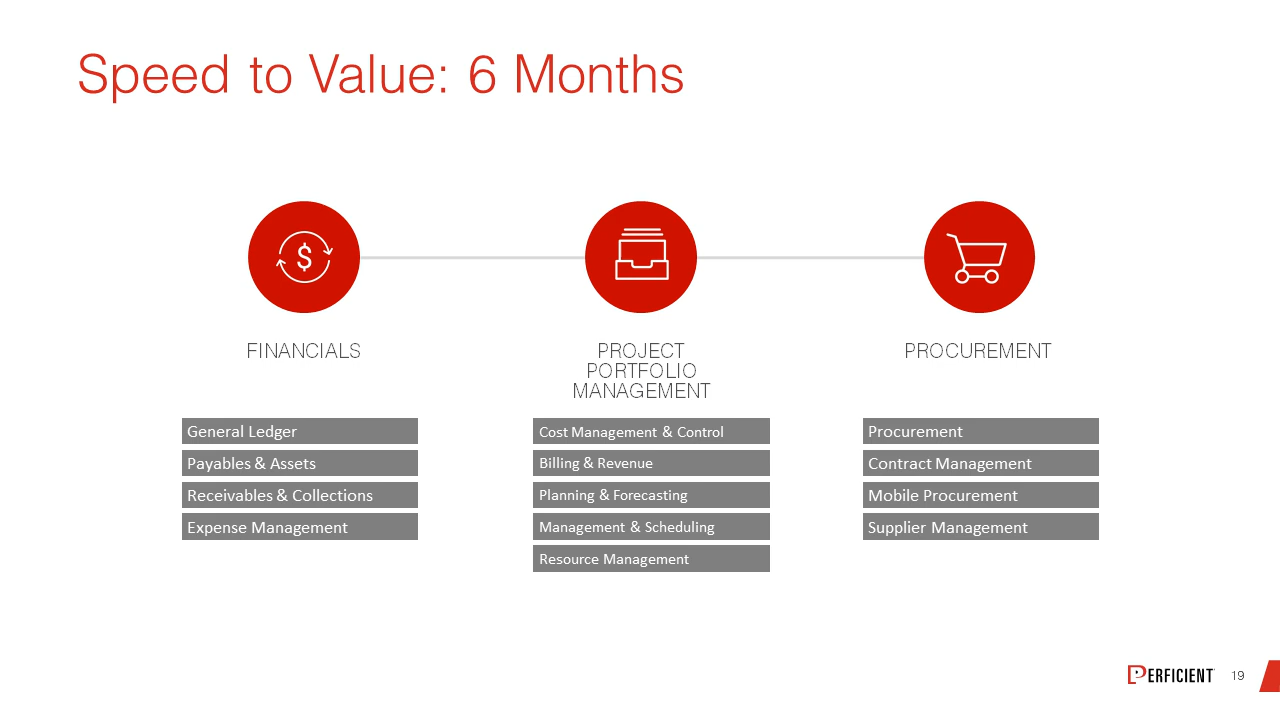 Speed to Value: 6 Months
$
FINANCIALS
General Ledger
Payables & Assets
Receivables & Collections
Expense Management
PROJECT
PORTFOLIO
MANAGEMENT
Cost Management & Control
Billing & Revenue
Planning & Forecasting
Management & Scheduling
Resource Management
PROCUREMENT
Procurement
Contract Management
Mobile Procurement
Supplier Management
PERFICIENT
19